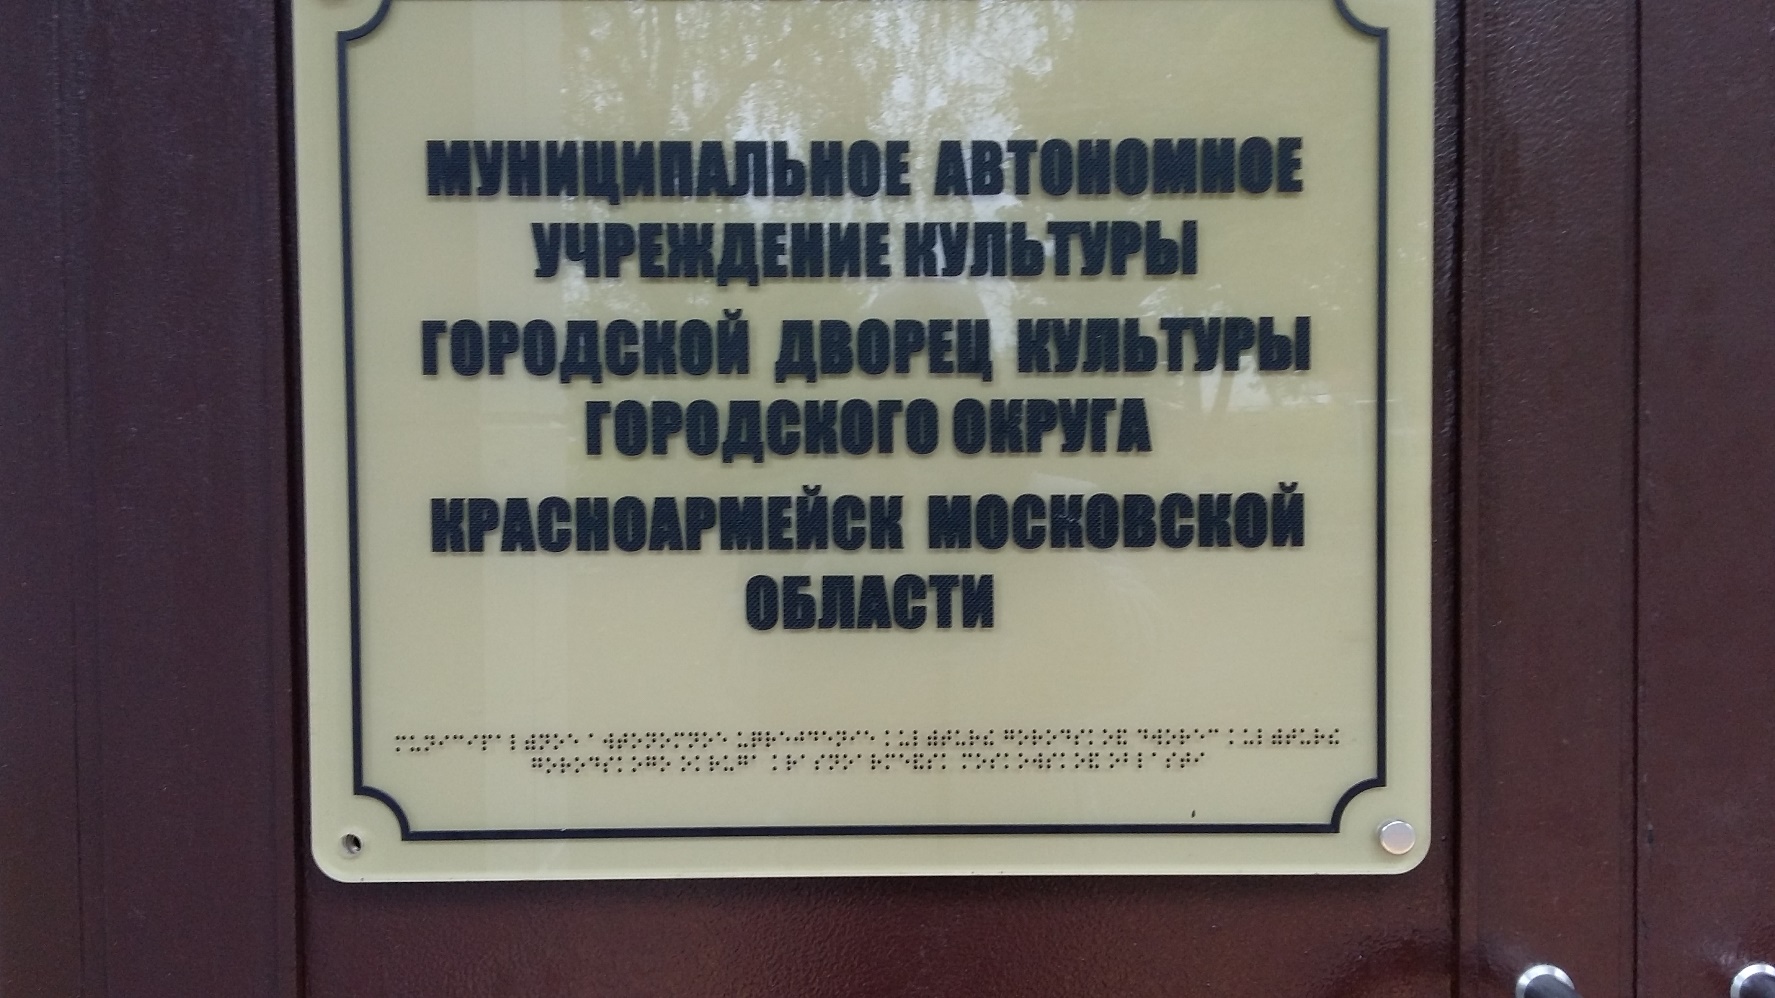 МУНИЦИПАЛЬНОЕ АВТОНОМНОЕ
УЧРЕЖДЕНИЕ КУЛЬТУРЫ
ГОРОДСКОЙ ДВОРЕЦ КУЛЬТУРЫ
ГОРОДСКОГО ОКРУГА
КРАСНОАРМЕЙСК МОСКОВСКОЙ
ОБЛАСТИ